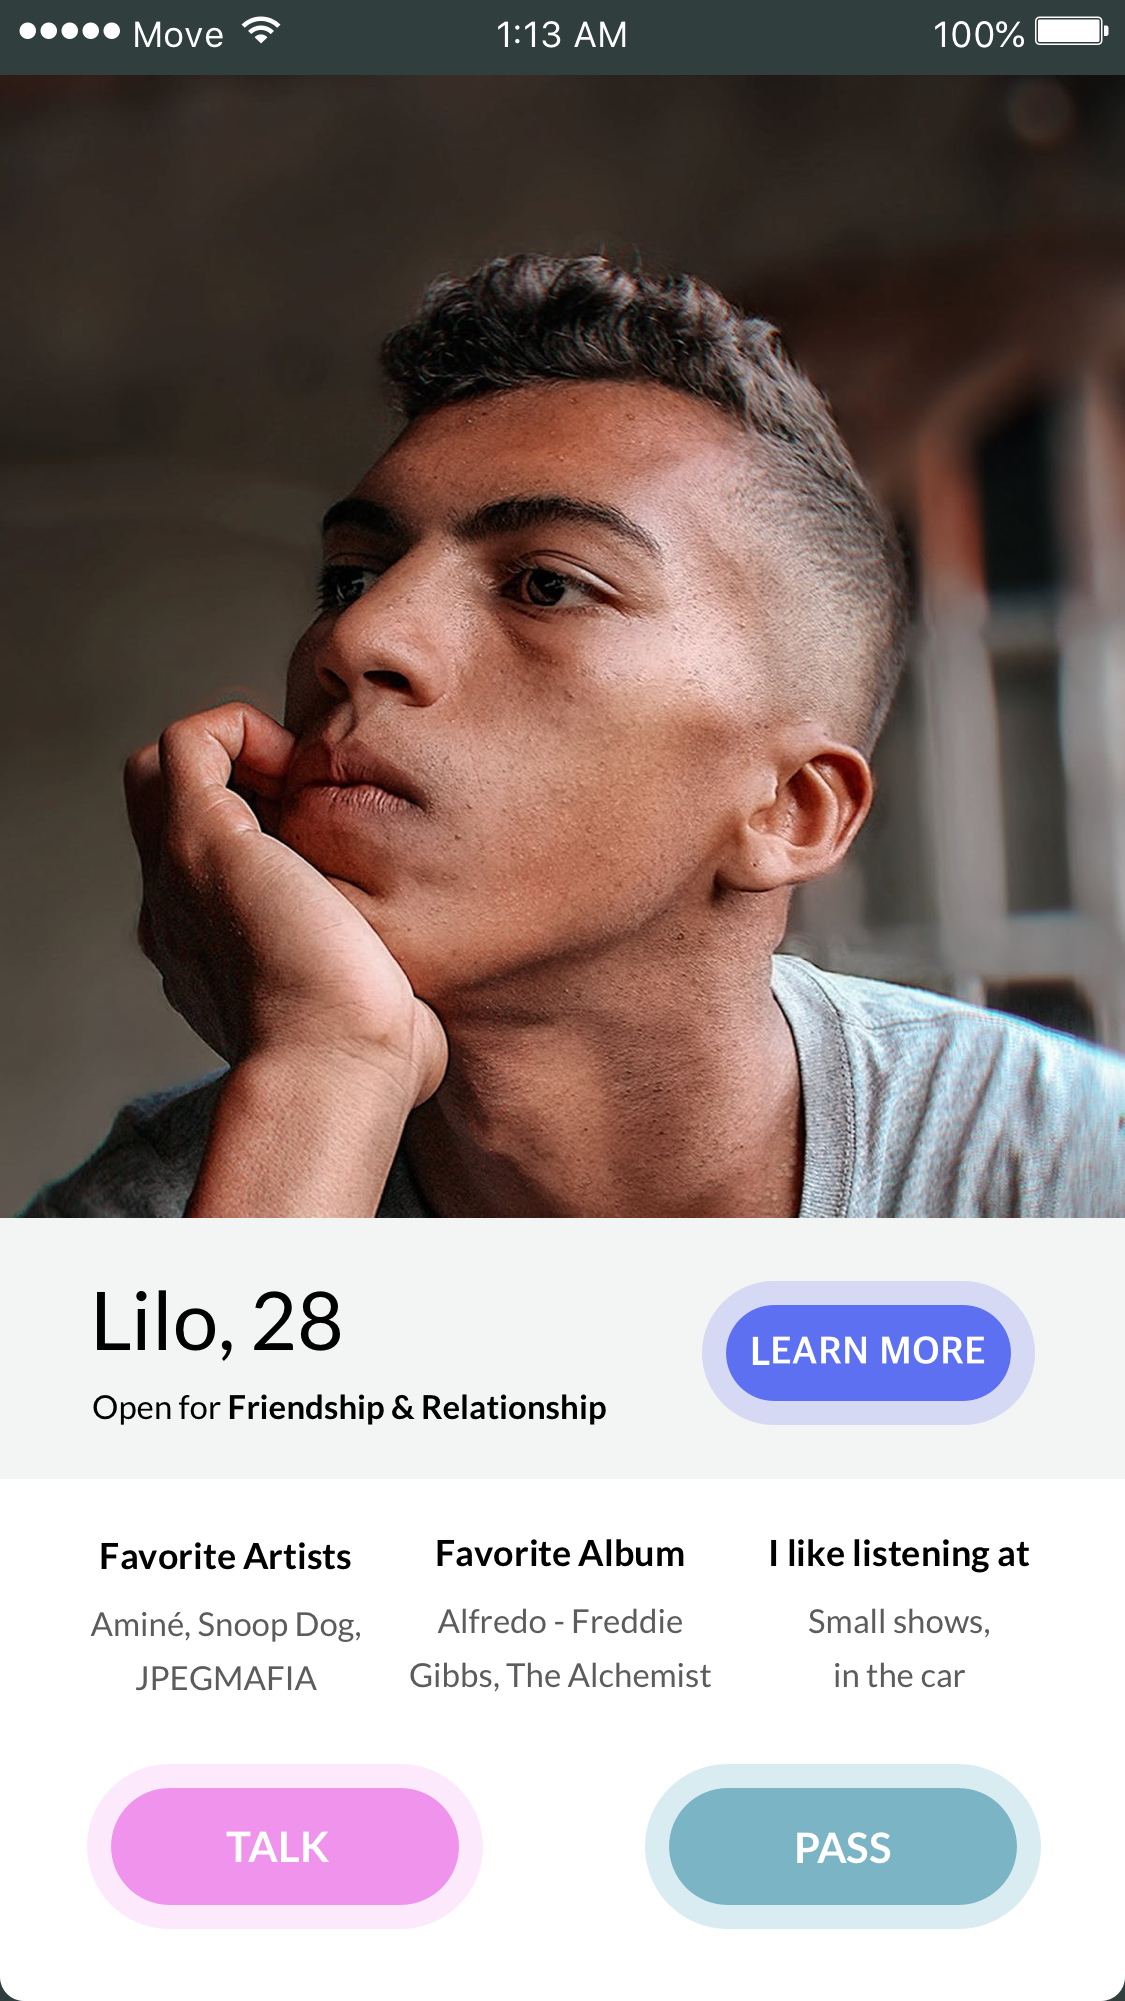 Move 1:13 AM 100%
Lilo, 28
Open for Friendship & Relationship
LEARN MORE
Favorite Artists
Aminé, Snoop Dog,
JPEGMAFIA
Favorite Album
Alfredo - Freddie
Gibbs, The Alchemist
I like listening at
Small shows,
in the car
TALK
PASS